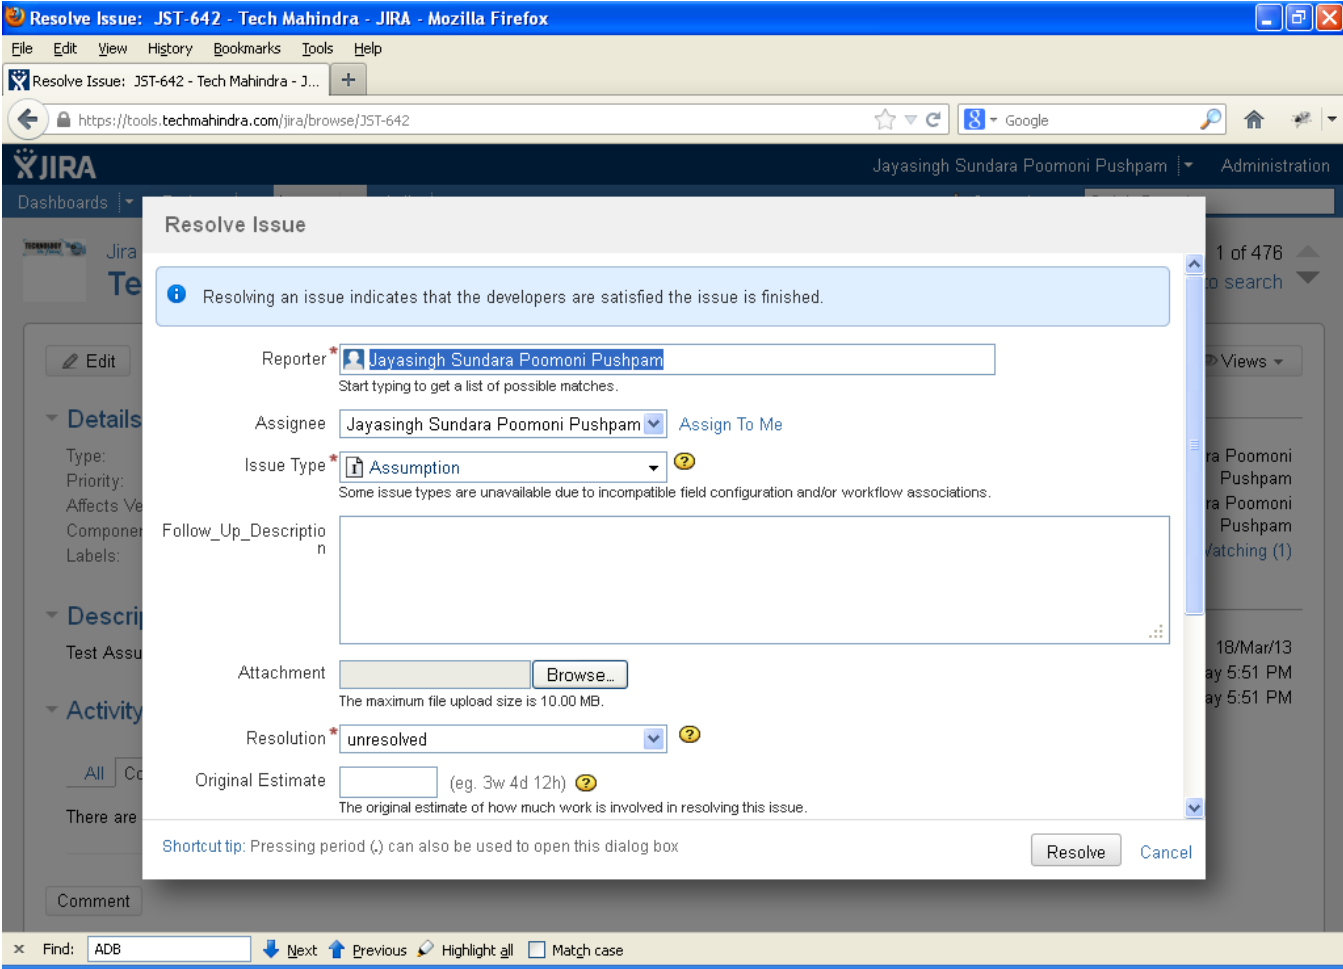 Resolve Issue: JST-642 - Tech Mahindra - JIRA - Mozilla Firefox
File Edit View History Bookmarks Tools Help
Resolve Issue: JST-642 - Tech Mahindra - J... +
https://tools.techmahindra.com/jira/browse/JST-642 8 Google
JIRA Jayasingh Sundara Poomoni Pushpam Administration
Dashboards
Resolve Issue
TECHNOLOGY
Jira 1 of 476
Te to search
Resolving an issue indicates that the developers are satisfied the issue is finished.
Edit Reporter* Jayasingh Sundara Poomoni Pushpam Views
Start typing to get a list of possible matches.
Details Assignee Jayasingh Sundara Poomoni Pushpam Assign To Me
Type: Issue Type* Assumption ? ra Poomoni
Priority: Pushpam
Some issue types are unavailable due to incompatible field configuration and/or workflow associations.
Affects Ve ra Poomoni
Componen Follow_Up_Descriptio Pushpam
n
Labels: Watching (1)
Descrip
Test Assu 18/Mar/13
Attachment Browse... ay 5:51 PM
The maximum file upload size is 10.00 MB. ay 5:51 PM
Activity
Resolution* unresolved ?
All Co Original Estimate (eg. 3w 4d 12h) ?
The original estimate of how much work is involved in resolving this issue.
There are
Shortcut tip: Pressing period (.) can also be used to open this dialog box Resolve Cancel
Comment
× Find: ADB Next Previous Highlight all Match case